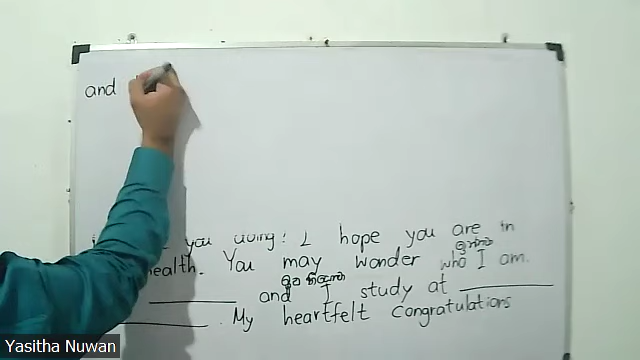 and
you doing! I hope you are in
health. You may wonder who I am.
and I study at
My heartfelt Congratulations
Yasitha Nuwan